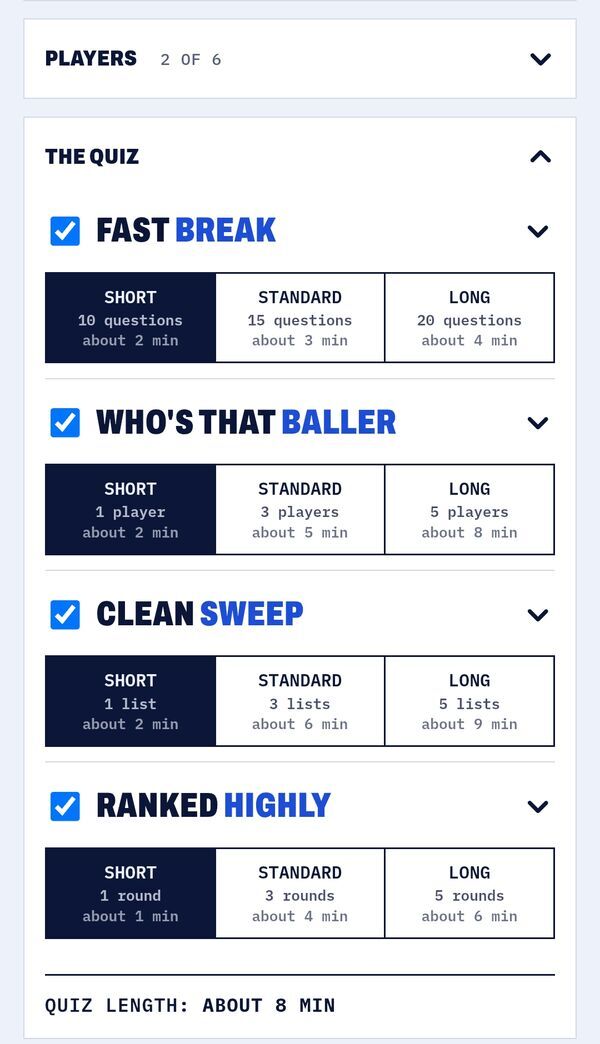 PLAYERS 2 OF 6
THE QUIZ
FAST BREAK
SHORT STANDARD LONG
10 questions 15 questions 20 questions
about 2 min about 3 min about 4 min
WHO'S THAT BALLER
SHORT STANDARD LONG
1 player 3 players 5 players
about 2 min about 5 min about 8 min
CLEAN SWEEP
SHORT STANDARD LONG
1 list 3 lists 5 lists
about 2 min about 6 min about 9 min
RANKED HIGHLY
SHORT STANDARD LONG
1 round 3 rounds 5 rounds
about 1 min about 4 min about 6 min
QUIZ LENGTH: ABOUT 8 MIN